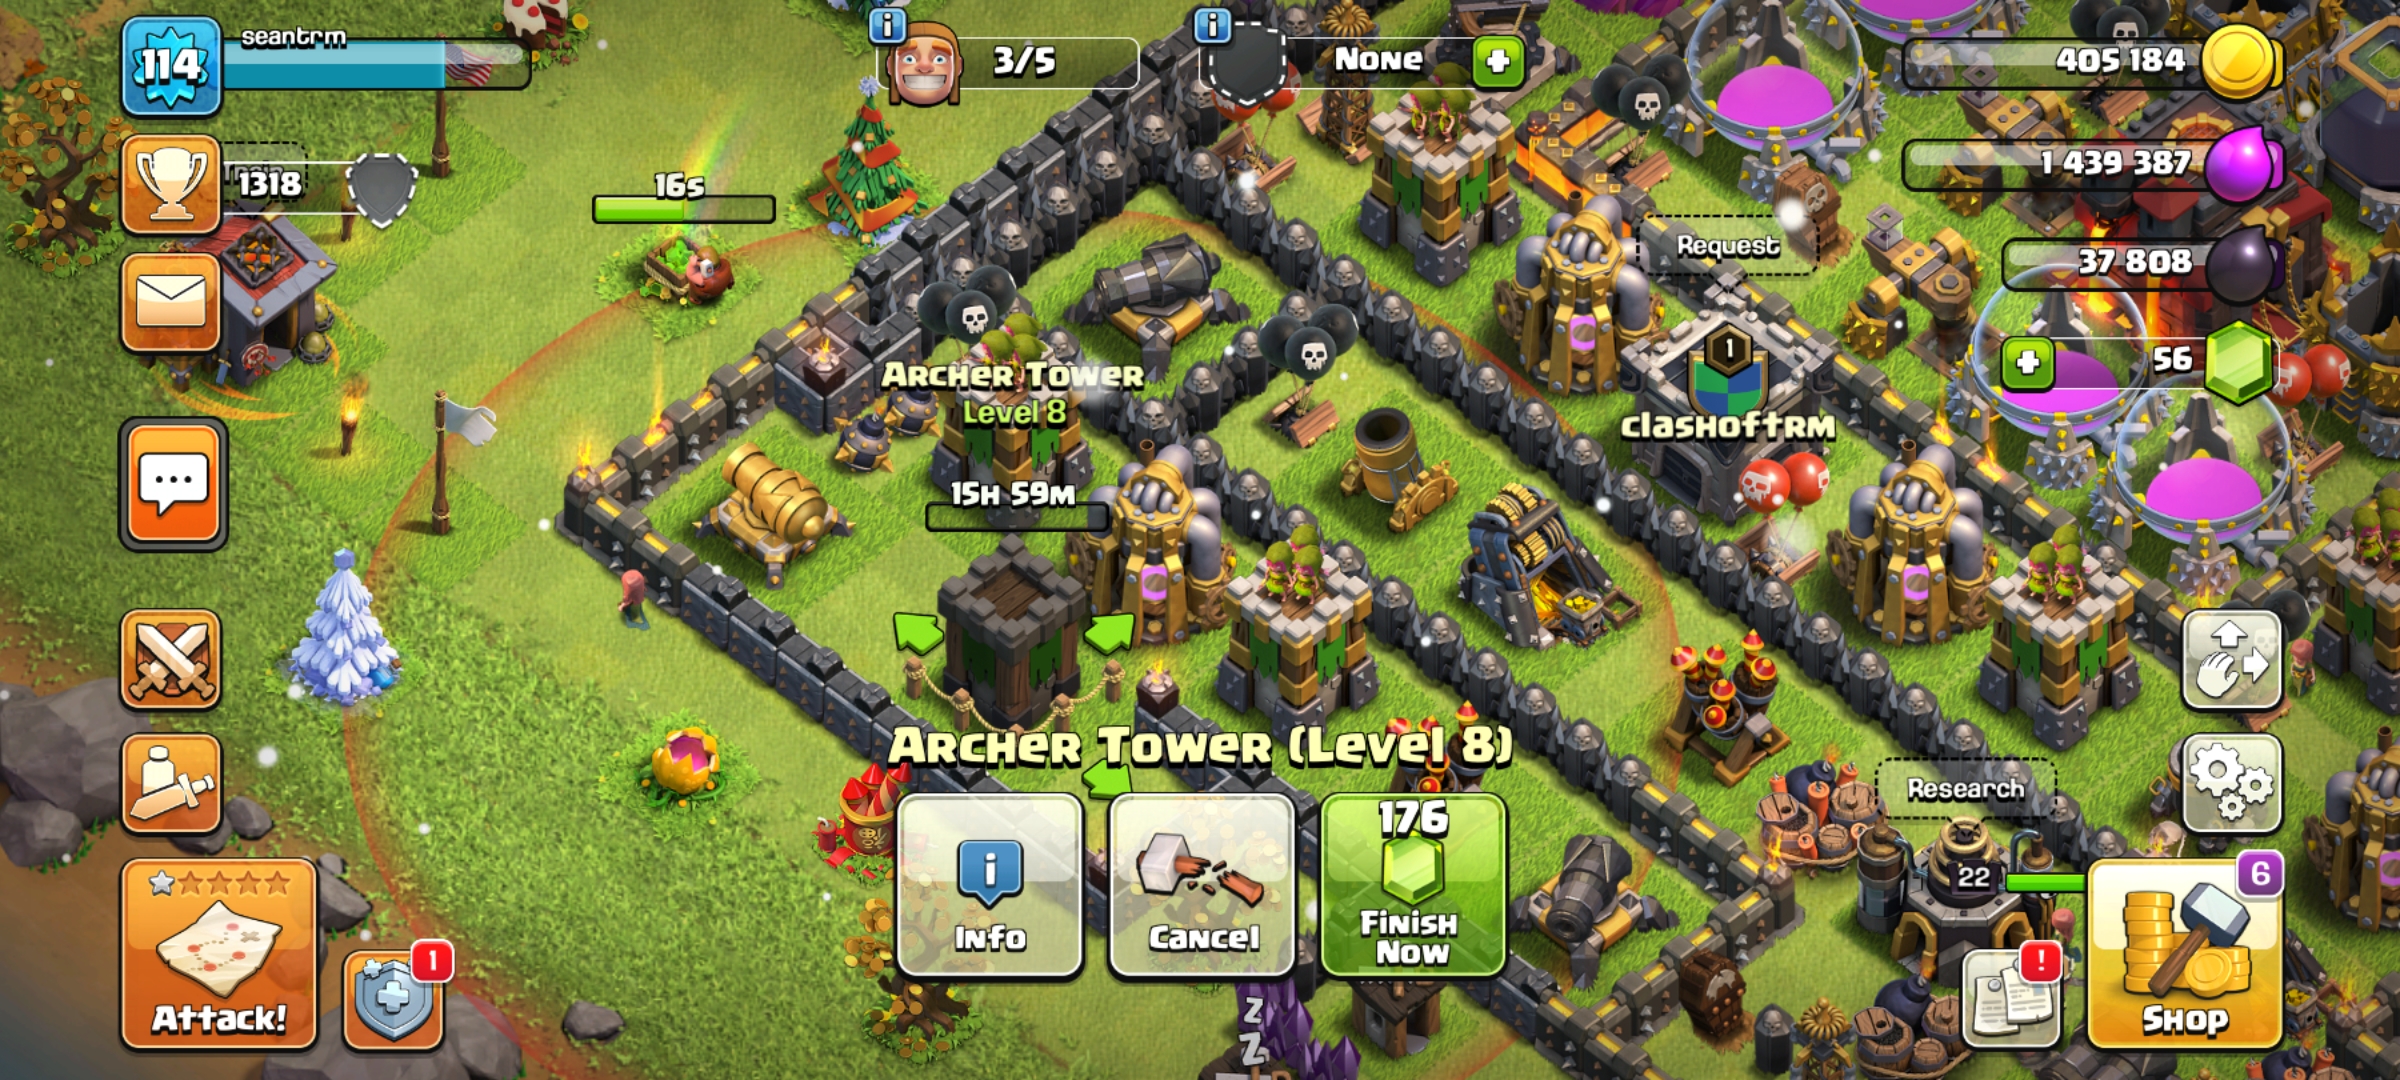 114
seantrm
3/5
None
405 184
1318
1 439 387
16s
Request
37 808
1
56
Archer Tower
Level 8
clashoftrm
15H 59M
Archer Tower (Level 8)
Research
176
Info
Cancel
Finish
Now
22
6
1
!
Attack!
Shop
Z
Z